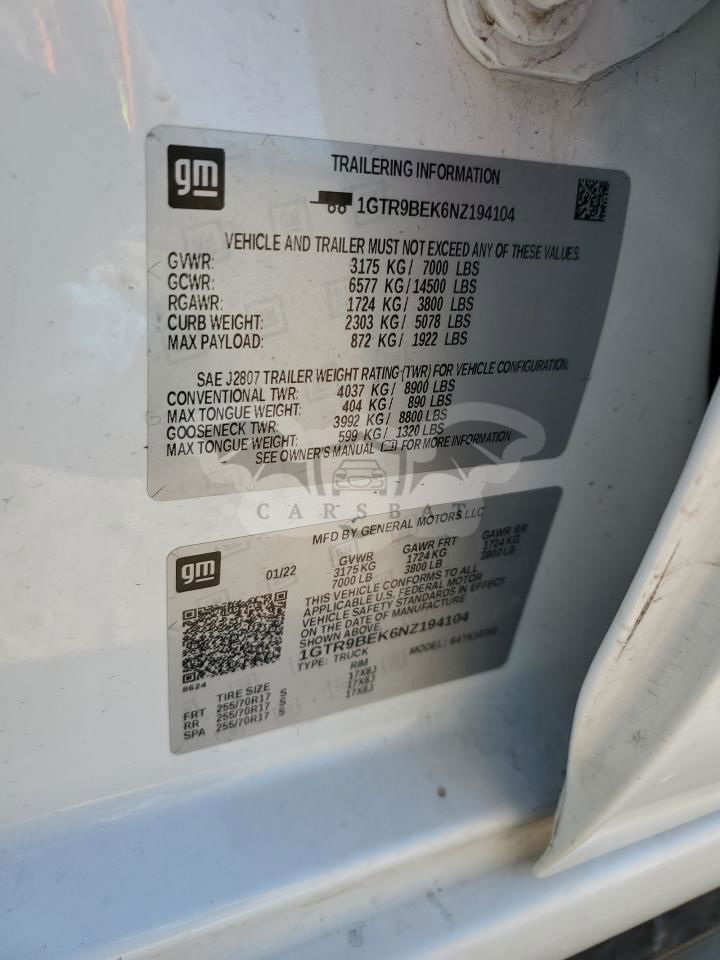 gm
TRAILERING INFORMATION
1GTR9BEK6NZ194104
VEHICLE AND TRAILER MUST NOT EXCEED ANY OF THESE VALUES.
GVWR: 3175 KG/ 7000 LBS
GCWR: 6577 KG/14500 LBS
RGAWR: 1724 KG/ 3800 LBS
CURB WEIGHT: 2303 KG/ 5078 LBS
MAX PAYLOAD: 872 KG/ 1922 LBS
SAE J2807 TRAILER WEIGHT RATING (TWR) FOR VEHICLE CONFIGURATION.
CONVENTIONAL TWR: 4037 KG/ 8900 LBS
MAX TONGUE WEIGHT: 404 KG/ 890 LBS
GOOSENECK TWR: 3992 KG/ 8800 LBS
MAX TONGUE WEIGHT: 599 KG/ 1320 LBS
SEE OWNER'S MANUAL FOR MORE INFORMATION
CARSBAT
MFD BY GENERAL MOTORS LLC
gm
01/22
GVWR GAWR FRT GAWR RR
3175 KG 1724 KG 1724 KG
7000 LB 3800 LB 3800 LB
THIS VEHICLE CONFORMS TO ALL
APPLICABLE U.S. FEDERAL MOTOR
VEHICLE SAFETY STANDARDS IN EFFECT
ON THE DATE OF MANUFACTURE
SHOWN ABOVE.
1GTR9BEK6NZ194104
TYPE: TRUCK MODEL:
8624
TIRE SIZE RIM
FRT 255/70R17 S 17X8J
RR 255/70R17 S 17X8J
SPA 255/70R17 S 17X8J